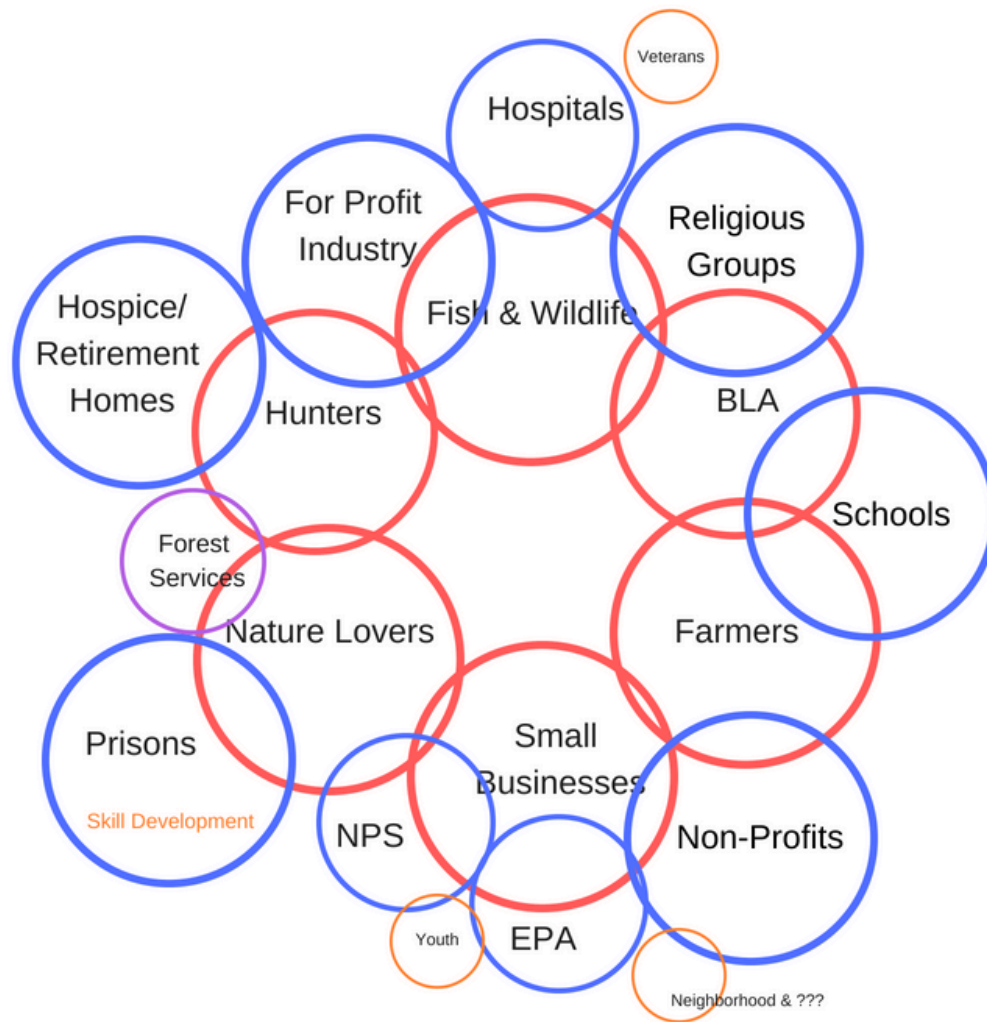 Veterans
Hospitals
For Profit
Industry
Religious
Groups
Hospice/
Retirement
Homes
Fish & Wildlife
Hunters
BLA
Schools
Forest
Services
Nature Lovers
Farmers
Prisons
Small
Businesses
Skill Development
NPS
Non-Profits
Youth
EPA
Neighborhood & ???